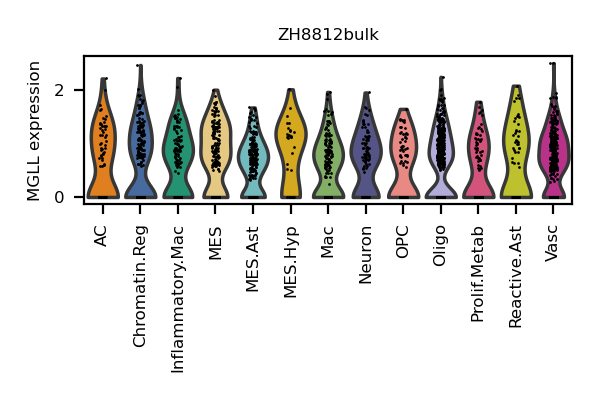 ZH8812bulk
MGLL expression
2
0
AC
Chromatin.Reg
Inflammatory.Mac
MES
MES.Ast
MES.Hyp
Mac
Neuron
OPC
Oligo
Prolif.Metab
Reactive.Ast
Vasc